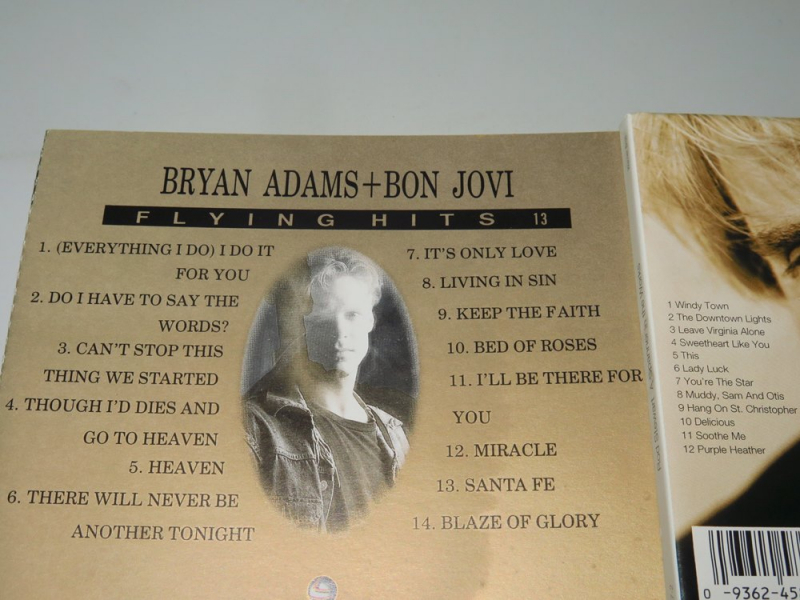 BRYAN ADAMS+BON JOVI
FLYING HITS 13
1. (EVERYTHING I DO) I DO IT
FOR YOU
2. DO I HAVE TO SAY THE
WORDS?
3. CAN'T STOP THIS
THING WE STARTED
4. THOUGH I'D DIES AND
GO TO HEAVEN
5. HEAVEN
6. THERE WILL NEVER BE
ANOTHER TONIGHT
7. IT'S ONLY LOVE
8. LIVING IN SIN
9. KEEP THE FAITH
10. BED OF ROSES
11. I'LL BE THERE FOR
YOU
12. MIRACLE
13. SANTA FE
14. BLAZE OF GLORY
1 Windy Town
2 The Downtown Lights
3 Leave Virginia Alone
4 Sweetheart Like You
5 This
6 Lady Luck
7 You're The Star
8 Muddy, Sam And Otis
9 Hang On St. Christopher
10 Delicious
11 Soothe Me
12 Purple Heather
0 -9362-45